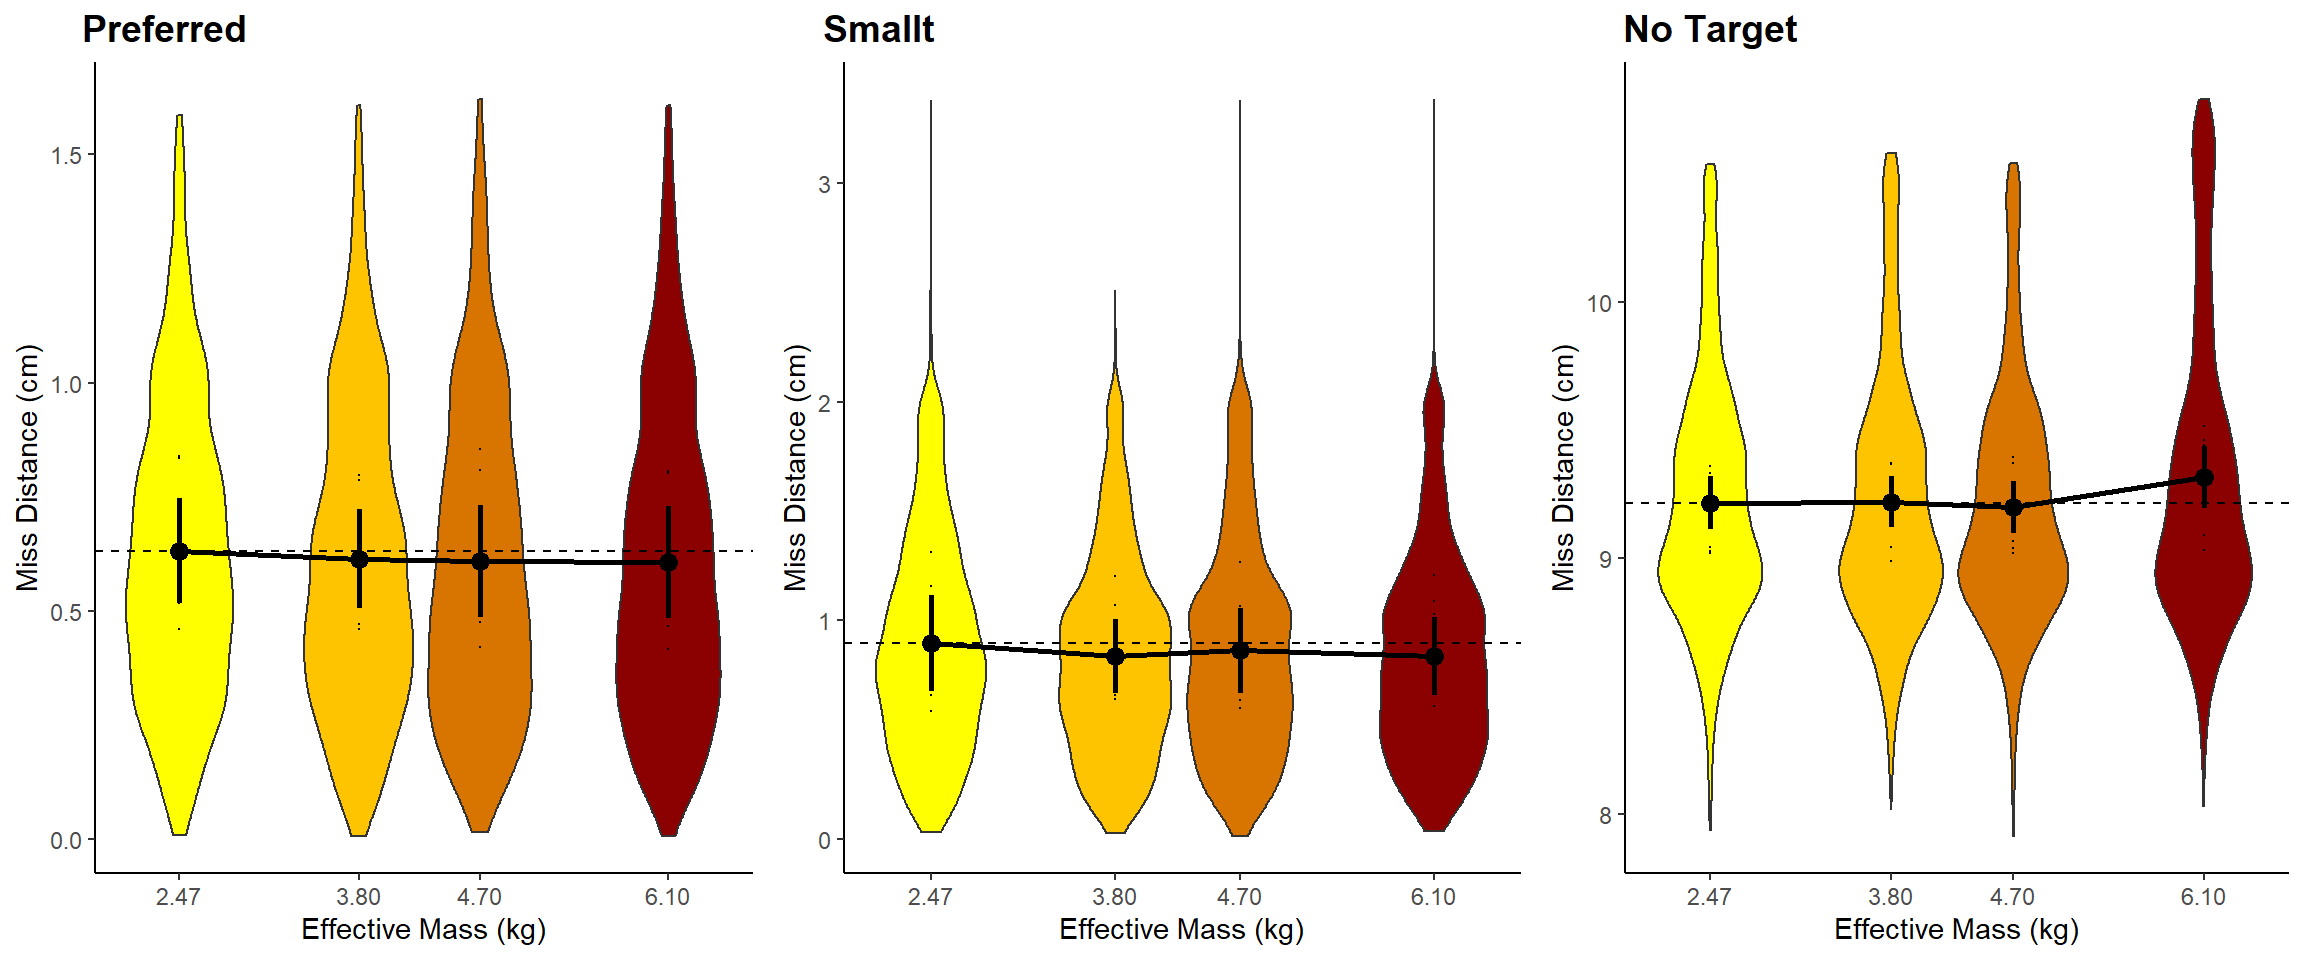 Preferred
Smallt
No Target
Miss Distance (cm)
1.5
1.0
0.5
0.0
2.47 3.80 4.70 6.10
Effective Mass (kg)
Miss Distance (cm)
3
2
1
0
2.47 3.80 4.70 6.10
Effective Mass (kg)
Miss Distance (cm)
10
9
8
2.47 3.80 4.70 6.10
Effective Mass (kg)